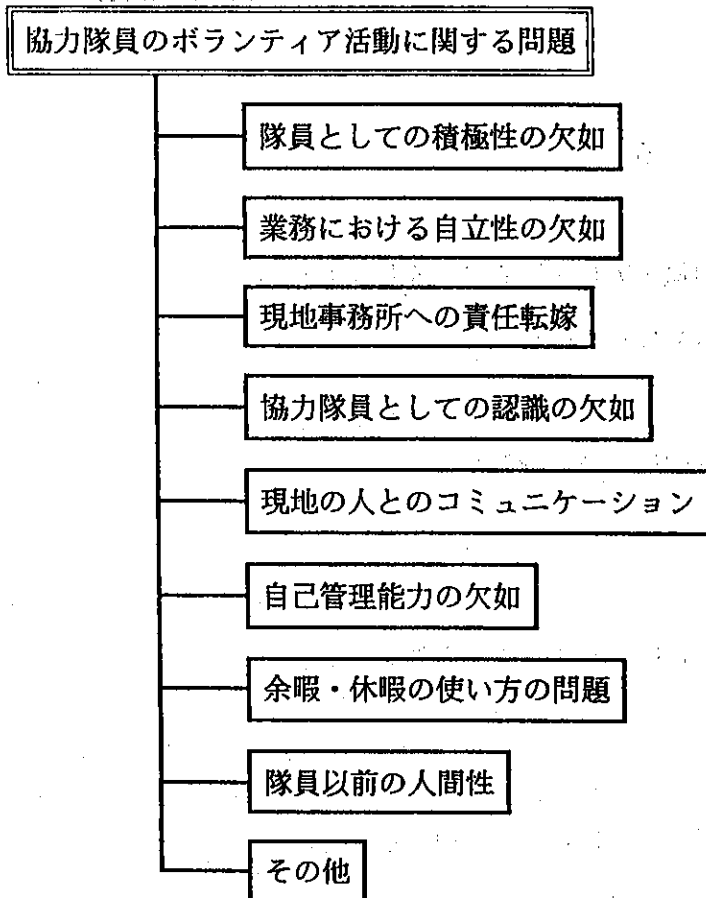 協力隊員のボランティア活動に関する問題
隊員としての積極性の欠如
業務における自立性の欠如
現地事務所への責任転嫁
協力隊員としての認識の欠如
現地の人とのコミュニケーション
自己管理能力の欠如
余暇・休暇の使い方の問題
隊員以前の人間性
その他